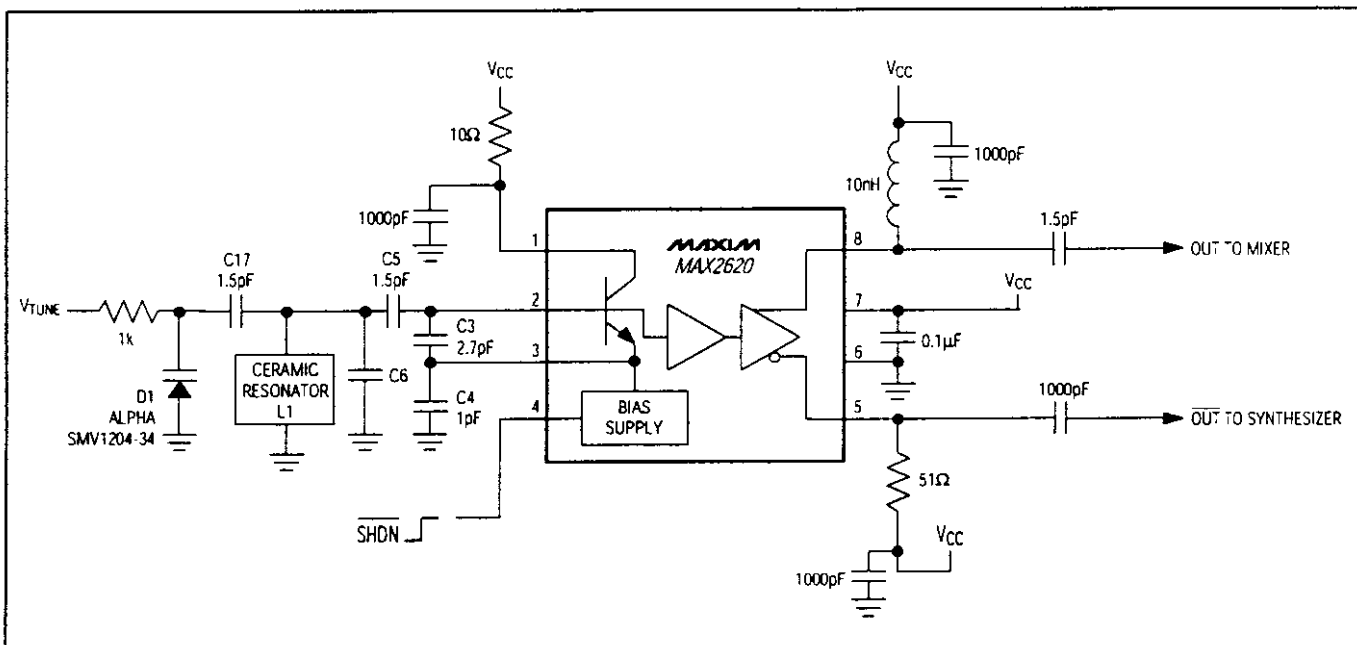 VCC
10Ω
1000pF
VCC
1000pF
10nH
1.5pF
OUT TO MIXER
MAXIM
MAX2620
1
2
3
4
8
7
6
5
C17
1.5pF
C5
1.5pF
VTUNE
1k
D1
ALPHA
SMV1204-34
CERAMIC
RESONATOR
L1
C6
C3
2.7pF
C4
1pF
BIAS
SUPPLY
SHDN
VCC
0.1µF
1000pF
OUT TO SYNTHESIZER
51Ω
VCC
1000pF